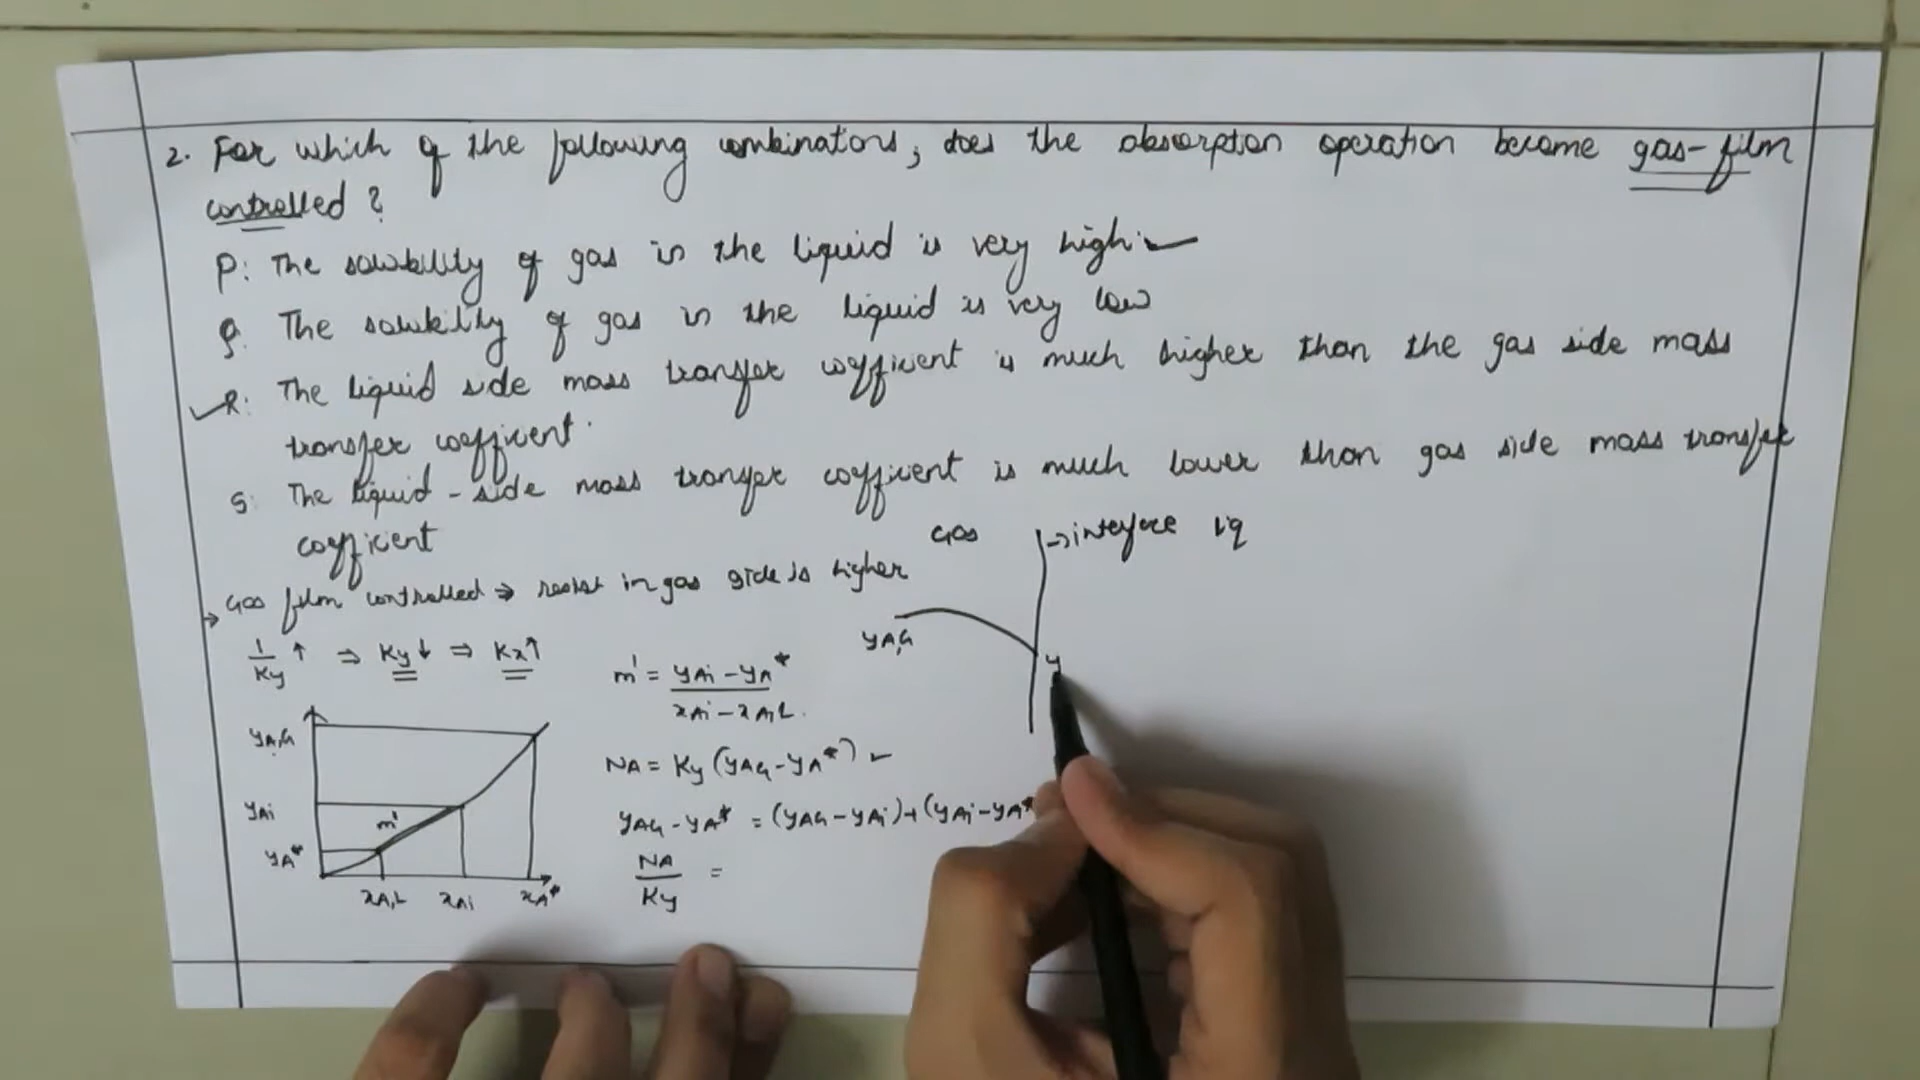 2. For which of the following combinations, does the absorption operation become gas-film
controlled ?
P: The solubility of gas in the liquid is very high.
Q. The solubility of gas in the liquid is very low
R: The liquid side mass transfer coefficient is much higher than the gas side mass
transfer coefficient.
S: The liquid-side mass transfer coefficient is much lower than gas side mass transfer
coefficient
→ Gas film controlled ⇒ resist in gas side is higher
1/Ky ↑ ⇒ Ky↓ ⇒ Kx↑
yA,G
yAi
yA*
m'
xA,L xAi xA*
m' = yAi - yA* / xAi - xA,L
NA = Ky (yAG - yA*)
yAG - yA* = (yAG - yAi) + (yAi - yA*
NA/Ky =
Gas → interface liq
yA,G
y